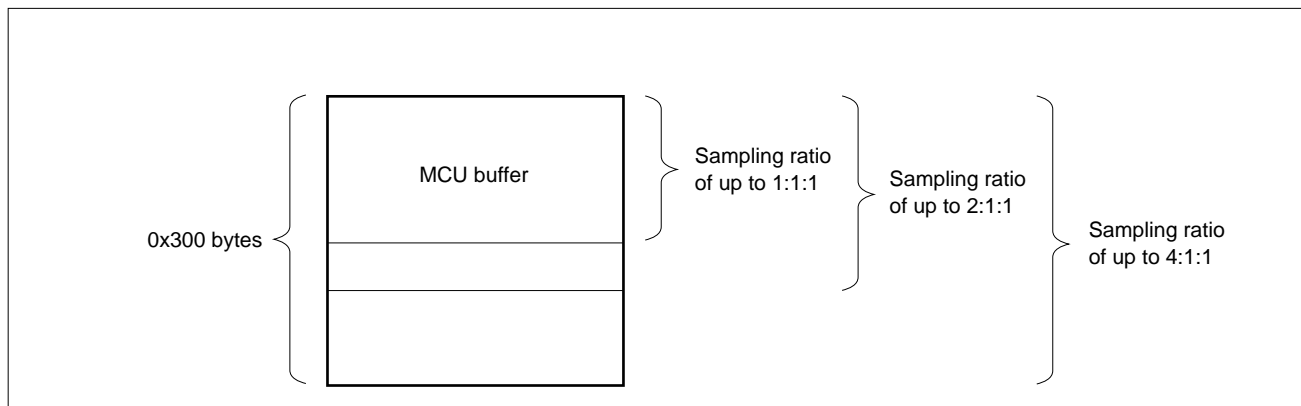 MCU buffer
0x300 bytes
Sampling ratio
of up to 1:1:1
Sampling ratio
of up to 2:1:1
Sampling ratio
of up to 4:1:1